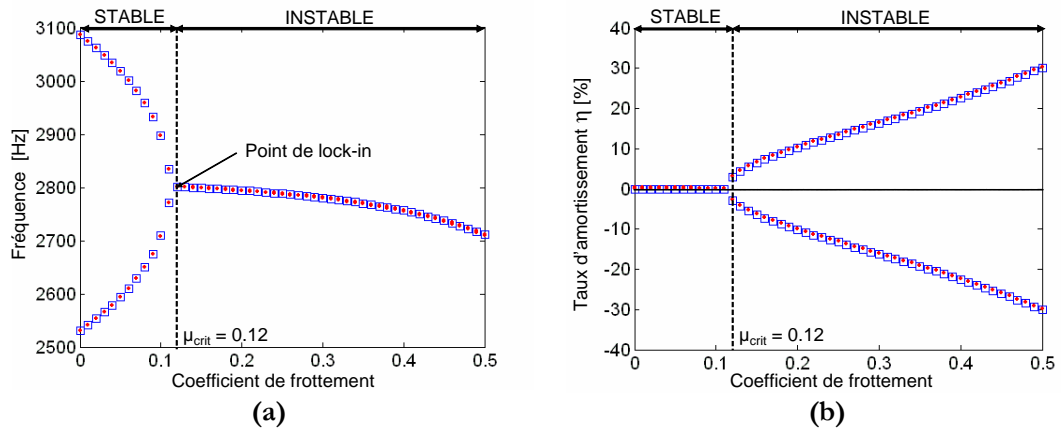 STABLE INSTABLE
3100
3000
2900
2800
2700
2600
2500
Fréquence [Hz]
Point de lock-in
μcrit = 0.12
0 0.1 0.2 0.3 0.4 0.5
Coefficient de frottement
(a)
STABLE INSTABLE
40
30
20
10
0
-10
-20
-30
-40
Taux d'amortissement η [%]
μcrit = 0.12
0 0.1 0.2 0.3 0.4 0.5
Coefficient de frottement
(b)